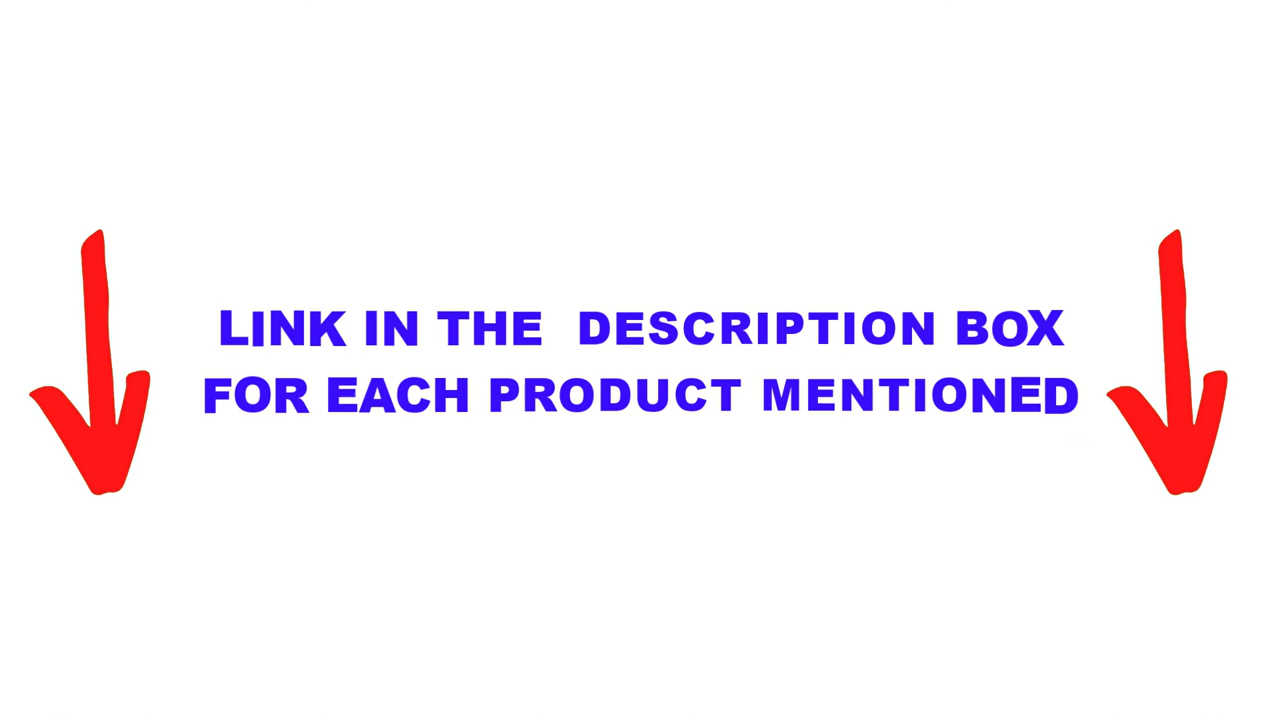 LINK IN THE DESCRIPTION BOX
FOR EACH PRODUCT MENTIONED